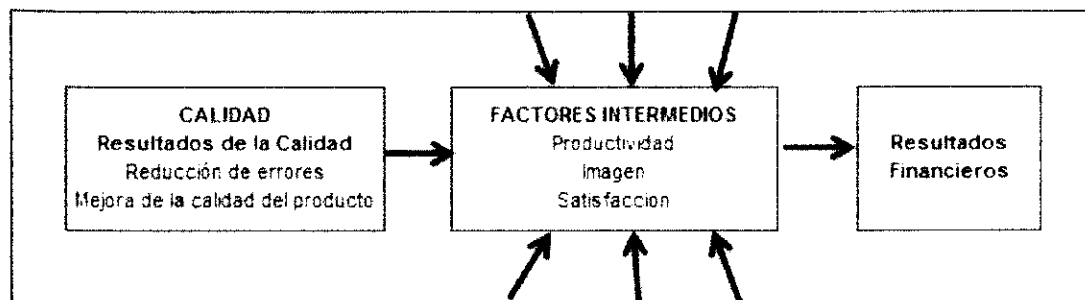 CALIDAD
Resultados de la Calidad
Reducción de errores
Mejora de la calidad del producto
FACTORES INTERMEDIOS
Productividad
Imagen
Satisfaccion
Resultados
Financieros